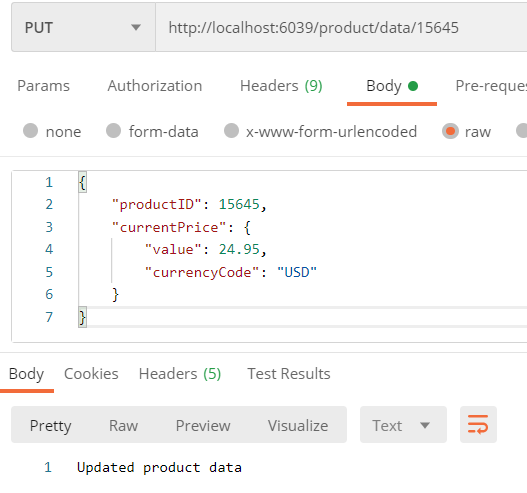 PUT http://localhost:6039/product/data/15645
Params Authorization Headers (9) Body Pre-reque
none form-data x-www-form-urlencoded raw
1 {
2 "productID": 15645,
3 "currentPrice": {
4 "value": 24.95,
5 "currencyCode": "USD"
6 }
7 }
Body Cookies Headers (5) Test Results
Pretty Raw Preview Visualize Text
1 Updated product data